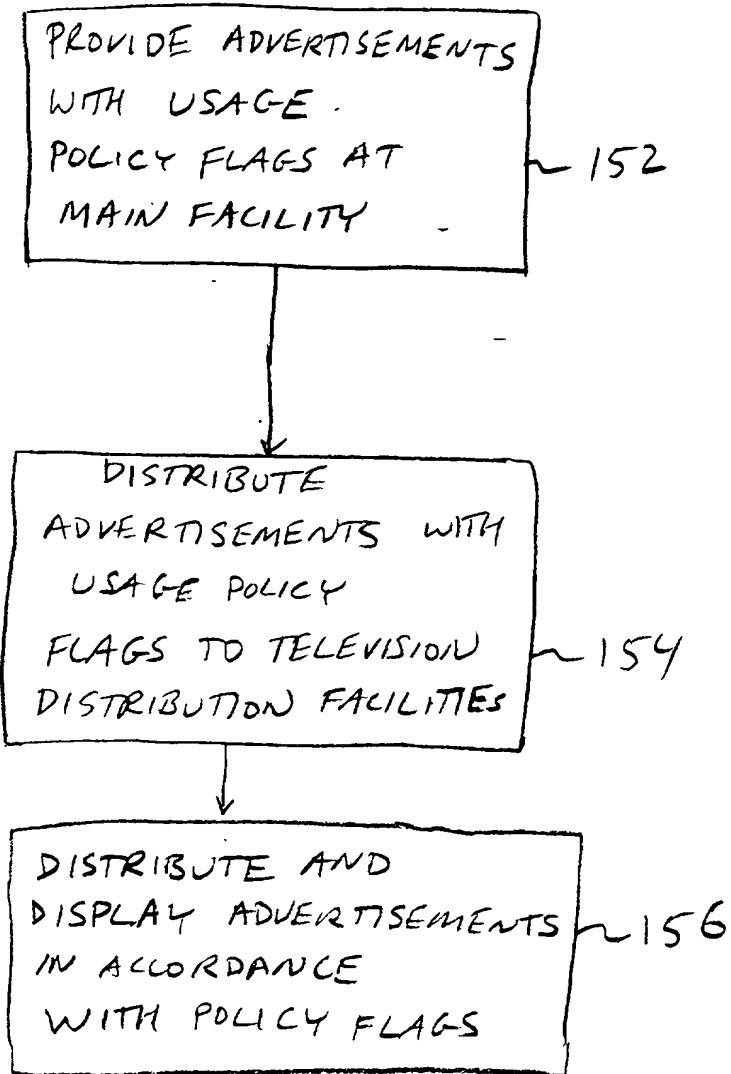 PROVIDE ADVERTISEMENTS
WITH USAGE
POLICY FLAGS AT
MAIN FACILITY
152
DISTRIBUTE
ADVERTISEMENTS WITH
USAGE POLICY
FLAGS TO TELEVISION
DISTRIBUTION FACILITIES
154
DISTRIBUTE AND
DISPLAY ADVERTISEMENTS
IN ACCORDANCE
WITH POLICY FLAGS
156